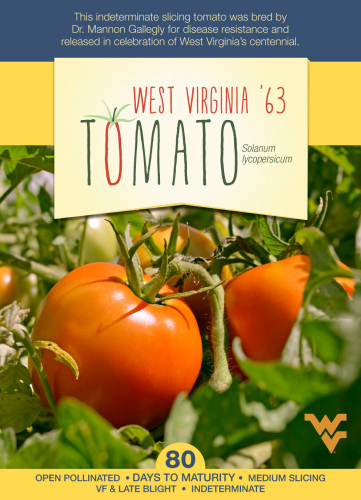 This indeterminate slicing tomato was bred by
Dr. Mannon Gallegly for disease resistance and
released in celebration of West Virginia's centennial.
WEST VIRGINIA '63
TOMATO
Solanum
lycopersicum
WV
80
OPEN POLLINATED • DAYS TO MATURITY • MEDIUM SLICING
VF & LATE BLIGHT • INDETERMINATE